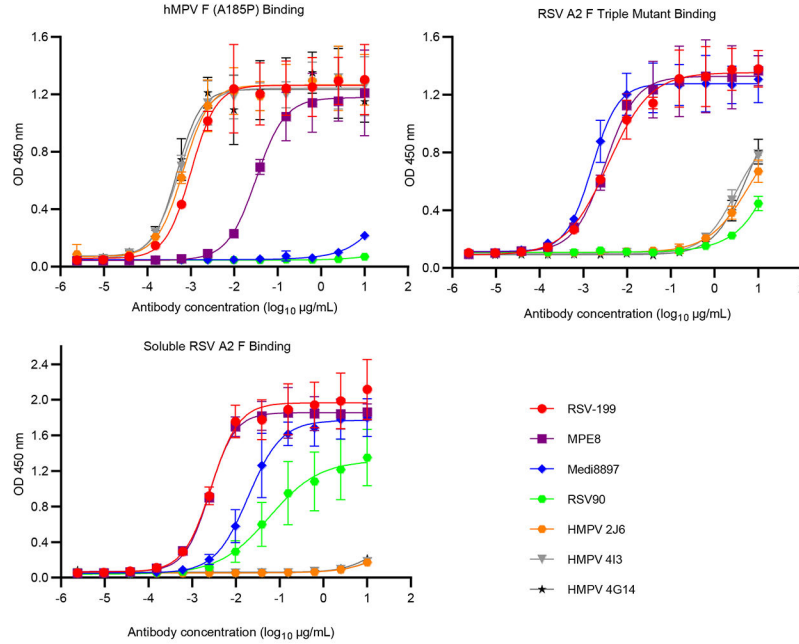 hMPV F (A185P) Binding
1.6
1.2
0.8
0.4
0.0
OD 450 nm
-6 -5 -4 -3 -2 -1 0 1 2
Antibody concentration (log10 µg/mL)
RSV A2 F Triple Mutant Binding
1.6
1.2
0.8
0.4
0.0
OD 450 nm
-6 -5 -4 -3 -2 -1 0 1 2
Antibody concentration (log10 µg/mL)
Soluble RSV A2 F Binding
2.4
2.0
1.6
1.2
0.8
0.4
0.0
OD 450 nm
-6 -5 -4 -3 -2 -1 0 1 2
Antibody concentration (log10 µg/mL)
RSV-199
MPE8
Medi8897
RSV90
HMPV 2J6
HMPV 4I3
HMPV 4G14